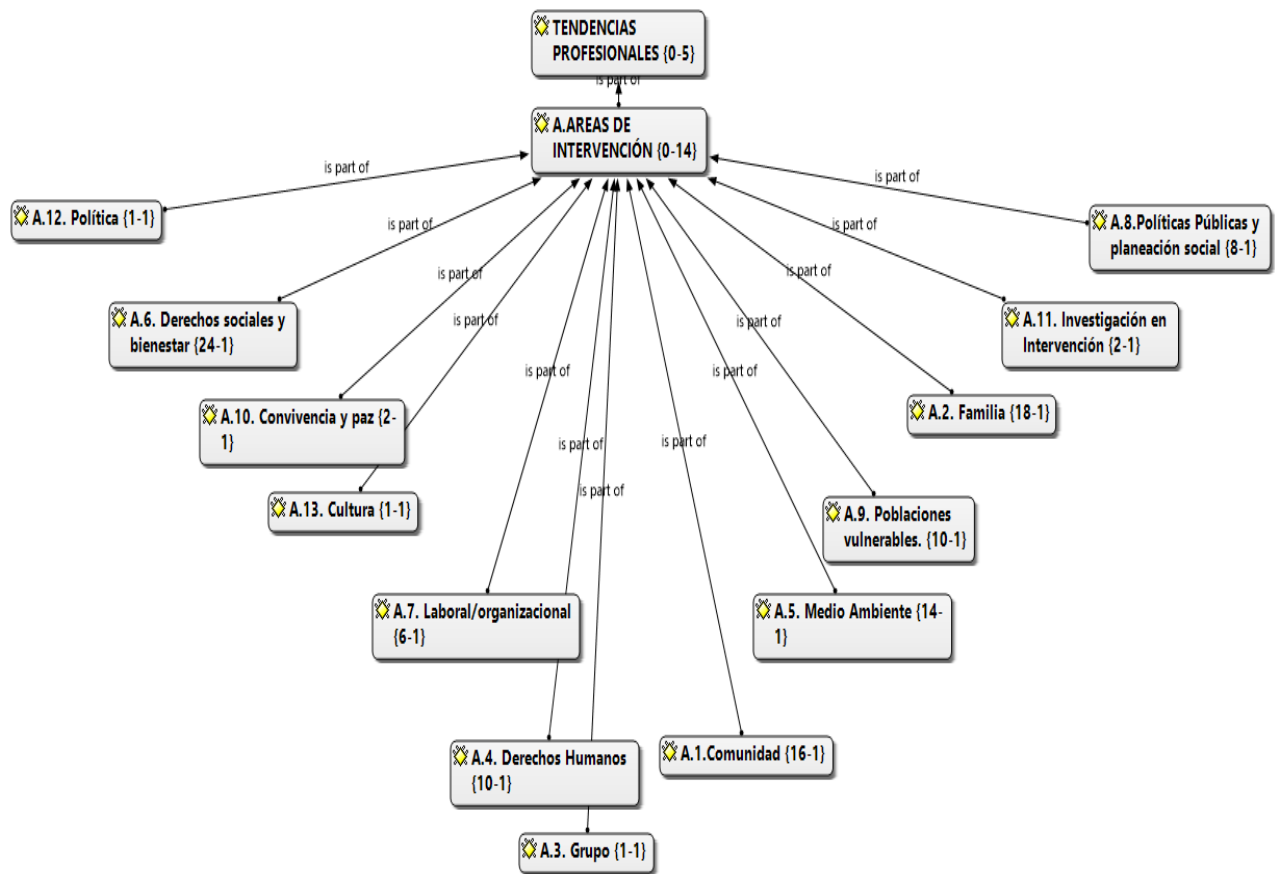 TENDENCIAS
PROFESIONALES {0-5}
is part of
A.AREAS DE
INTERVENCIÓN {0-14}
is part of
is part of
A.12. Política {1-1}
is part of
is part of
A.8.Políticas Públicas y
planeación social {8-1}
is part of
is part of
A.6. Derechos sociales y
bienestar {24-1}
is part of
is part of
A.11. Investigación en
Intervención {2-1}
is part of
is part of
A.10. Convivencia y paz {2-
1}
A.2. Familia {18-1}
is part of
is part of
is part of
A.13. Cultura {1-1}
A.9. Poblaciones
vulnerables. {10-1}
A.7. Laboral/organizacional
{6-1}
A.5. Medio Ambiente {14-
1}
A.4. Derechos Humanos
{10-1}
A.1.Comunidad {16-1}
A.3. Grupo {1-1}